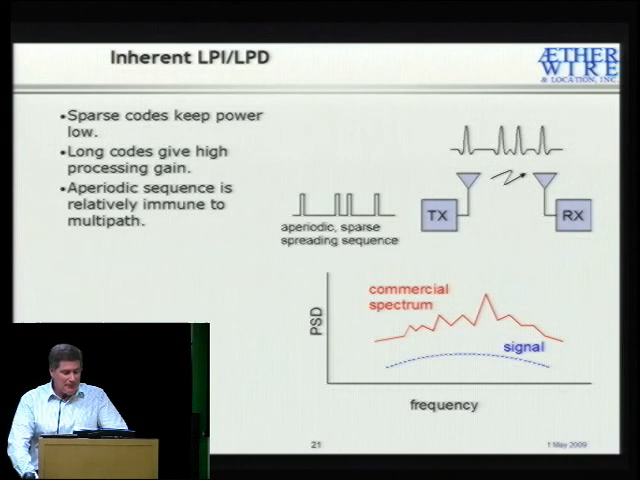 Inherent LPI/LPD
ÆTHER
WIRE
& LOCATION, INC.
•Sparse codes keep power
low.
•Long codes give high
processing gain.
•Aperiodic sequence is
relatively immune to
multipath.
TX
RX
aperiodic, sparse
spreading sequence
commercial
spectrum
PSD
signal
frequency
21
1 May 2009